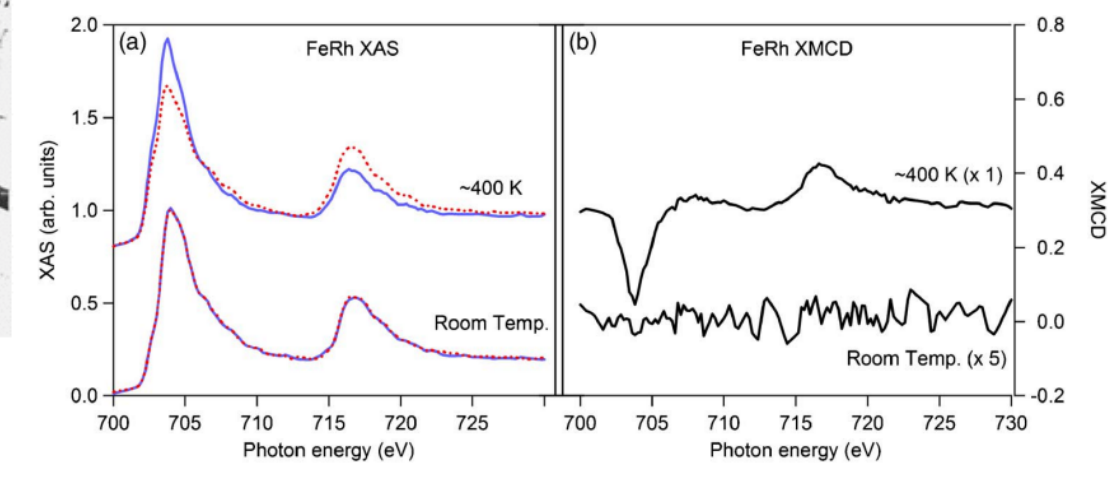 (a)
FeRh XAS
2.0
1.5
1.0
0.5
0.0
XAS (arb. units)
~400 K
Room Temp.
700 705 710 715 720 725
Photon energy (eV)
(b)
FeRh XMCD
0.8
0.6
0.4
0.2
0.0
-0.2
XMCD
~400 K (x 1)
Room Temp. (x 5)
700 705 710 715 720 725 730
Photon energy (eV)